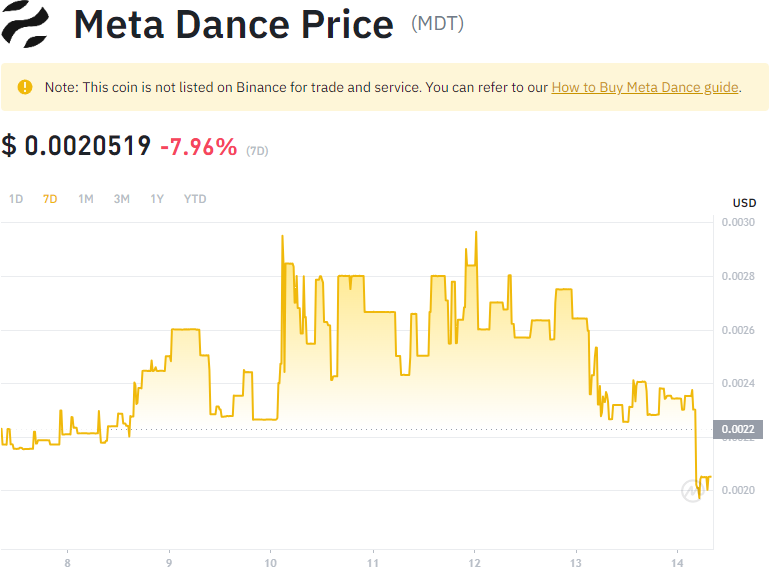 Meta Dance Price (MDT)
Note: This coin is not listed on Binance for trade and service. You can refer to our How to Buy Meta Dance guide.
$ 0.0020519 -7.96% (7D)
1D 7D 1M 3M 1Y YTD
USD
0.0030
0.0028
0.0026
0.0024
0.0022
0.0022
0.0020
8 9 10 11 12 13 14